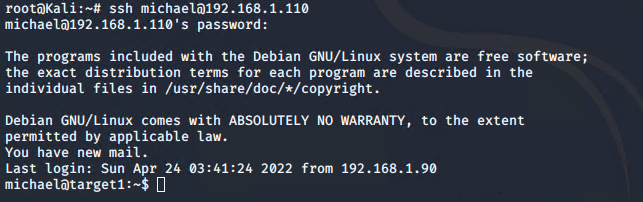 root@Kali:~# ssh michael@192.168.1.110
michael@192.168.1.110's password:
The programs included with the Debian GNU/Linux system are free software;
the exact distribution terms for each program are described in the
individual files in /usr/share/doc/*/copyright.
Debian GNU/Linux comes with ABSOLUTELY NO WARRANTY, to the extent
permitted by applicable law.
You have new mail.
Last login: Sun Apr 24 03:41:24 2022 from 192.168.1.90
michael@target1:~$